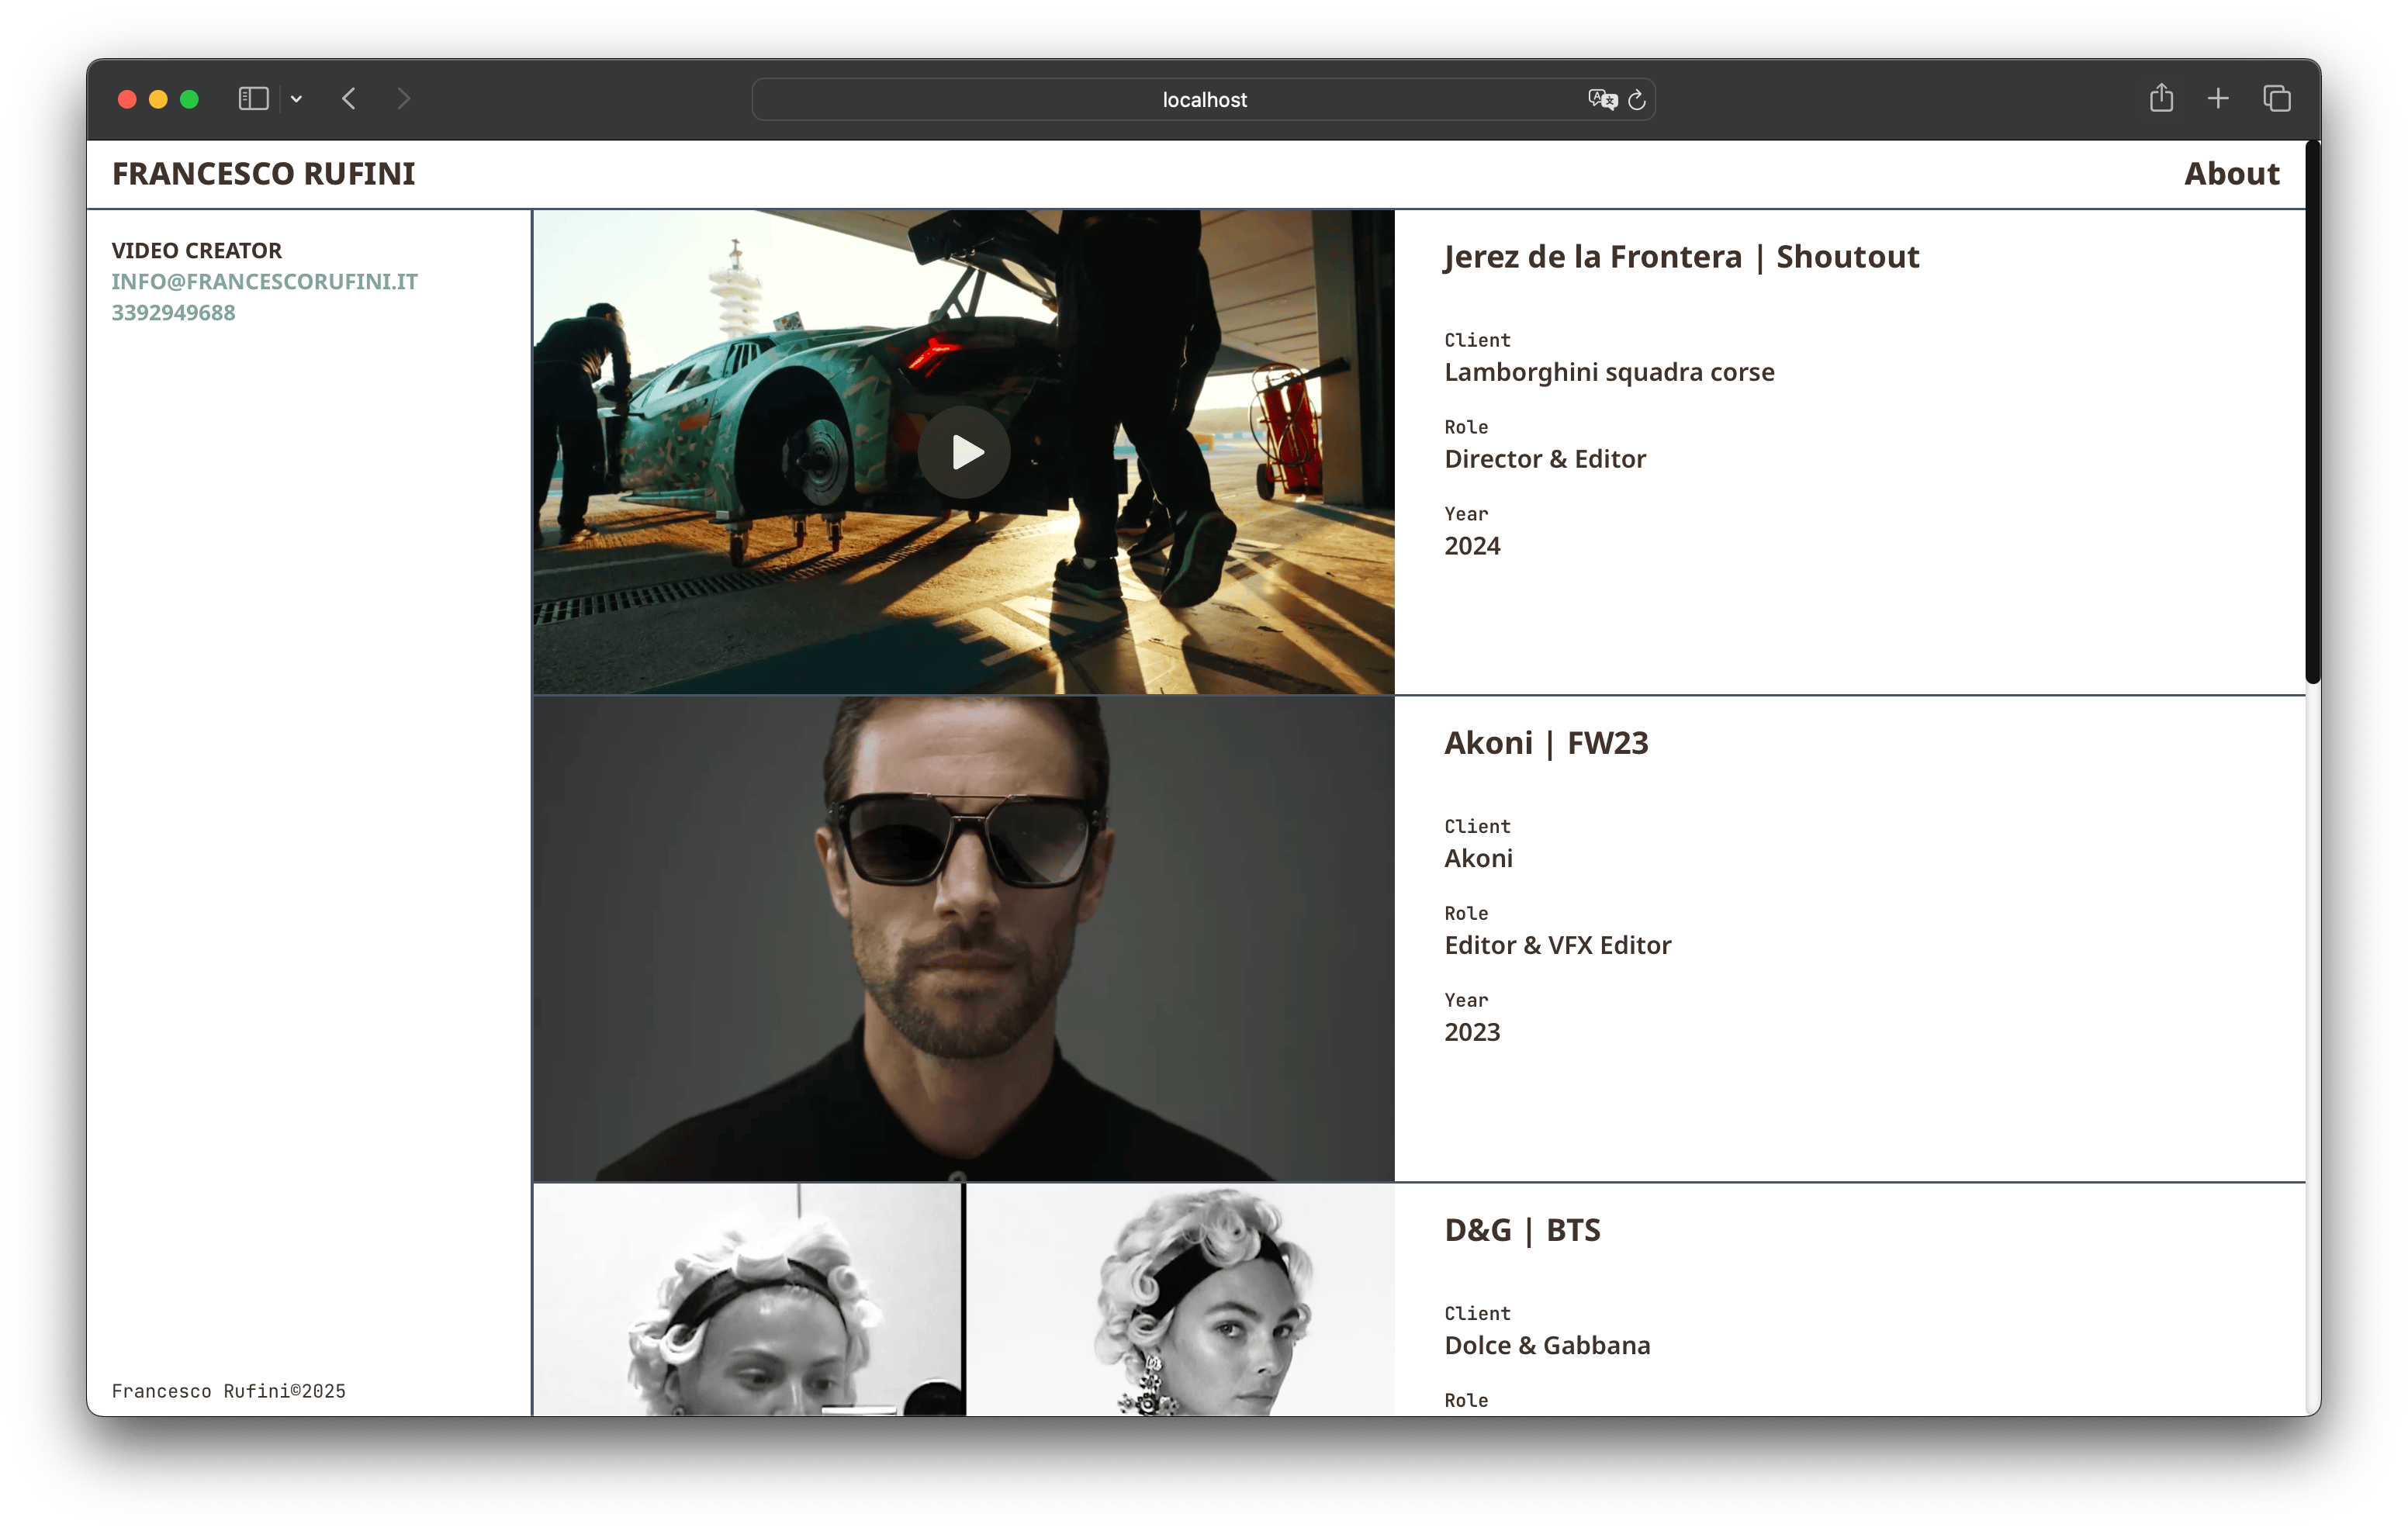 localhost
FRANCESCO RUFINI
About
VIDEO CREATOR
INFO@FRANCESCORUFINI.IT
3392949688
Jerez de la Frontera | Shoutout
Client
Lamborghini squadra corse
Role
Director & Editor
Year
2024
Akoni | FW23
Client
Akoni
Role
Editor & VFX Editor
Year
2023
D&G | BTS
Client
Dolce & Gabbana
Role
Francesco Rufini©2025